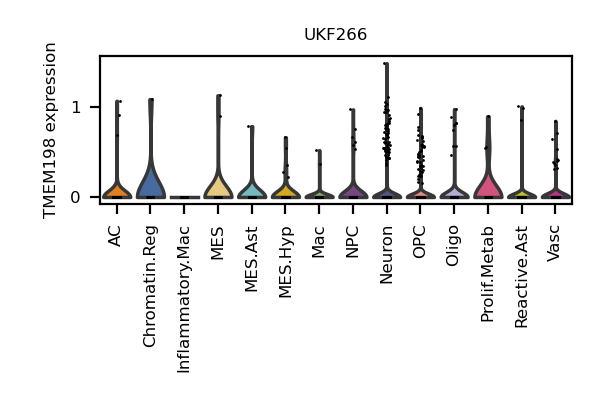 UKF266
TMEM198 expression
1
0
AC
Chromatin.Reg
Inflammatory.Mac
MES
MES.Ast
MES.Hyp
Mac
NPC
Neuron
OPC
Oligo
Prolif.Metab
Reactive.Ast
Vasc